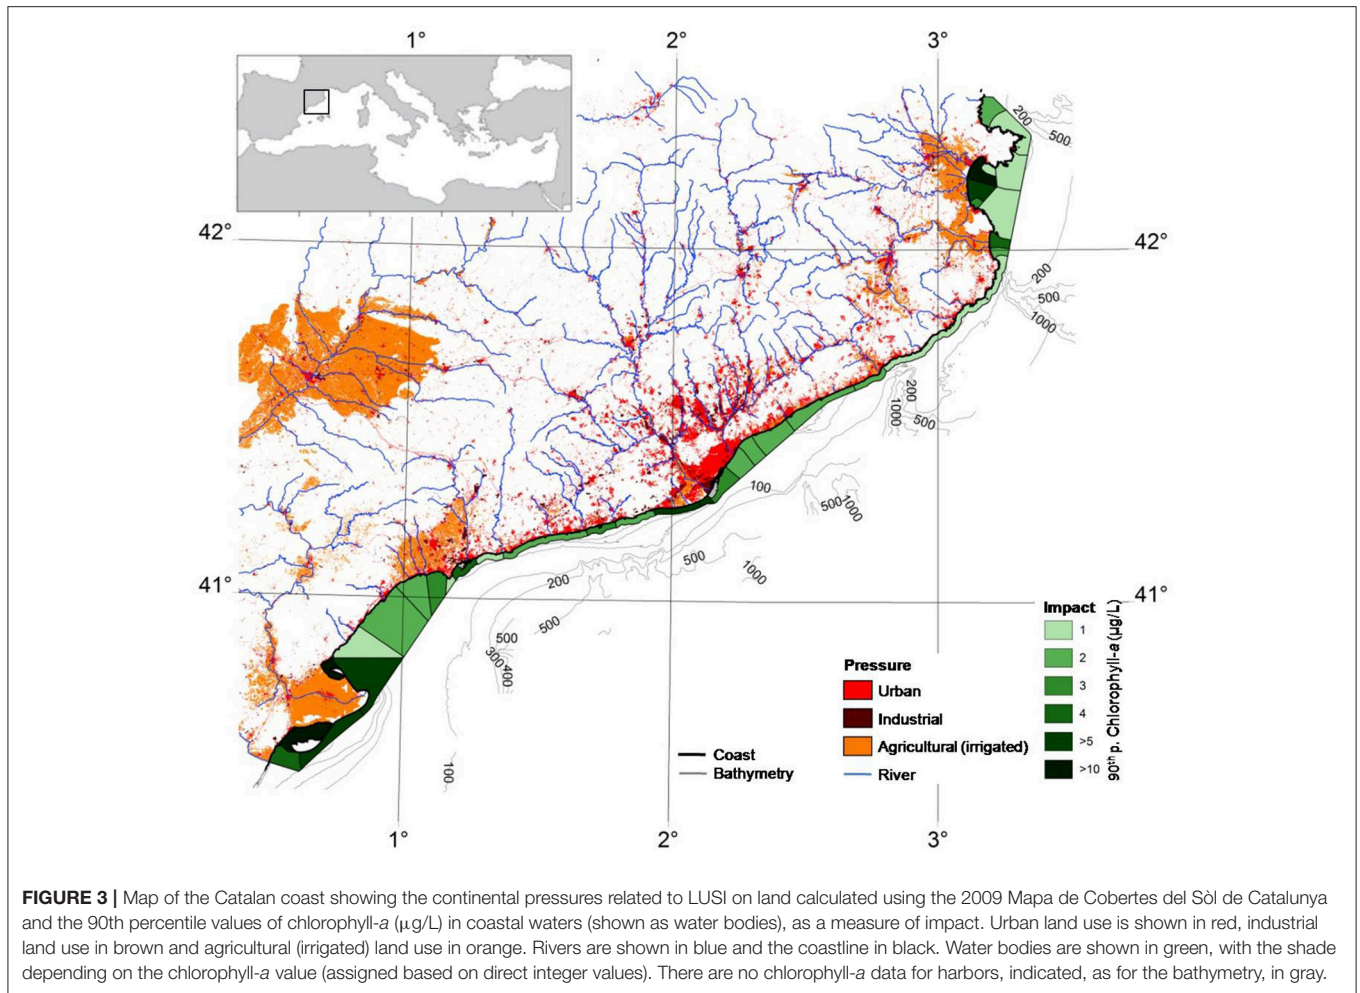 1°
2°
3°
200
500
42°
42°
200
500
1000
200
1000
500
100
500
1000
500
1000
200
41°
41°
500
500
300
400
100
Impact
1
2
3
4
>5
>10
90th p. Chlorophyll-a (µg/L)
Pressure
Urban
Industrial
Agricultural (irrigated)
River
Coast
Bathymetry
1°
2°
3°
FIGURE 3 | Map of the Catalan coast showing the continental pressures related to LUSI on land calculated using the 2009 Mapa de Cobertes del Sòl de Catalunya
and the 90th percentile values of chlorophyll-a (µg/L) in coastal waters (shown as water bodies), as a measure of impact. Urban land use is shown in red, industrial
land use in brown and agricultural (irrigated) land use in orange. Rivers are shown in blue and the coastline in black. Water bodies are shown in green, with the shade
depending on the chlorophyll-a value (assigned based on direct integer values). There are no chlorophyll-a data for harbors, indicated, as for the bathymetry, in gray.